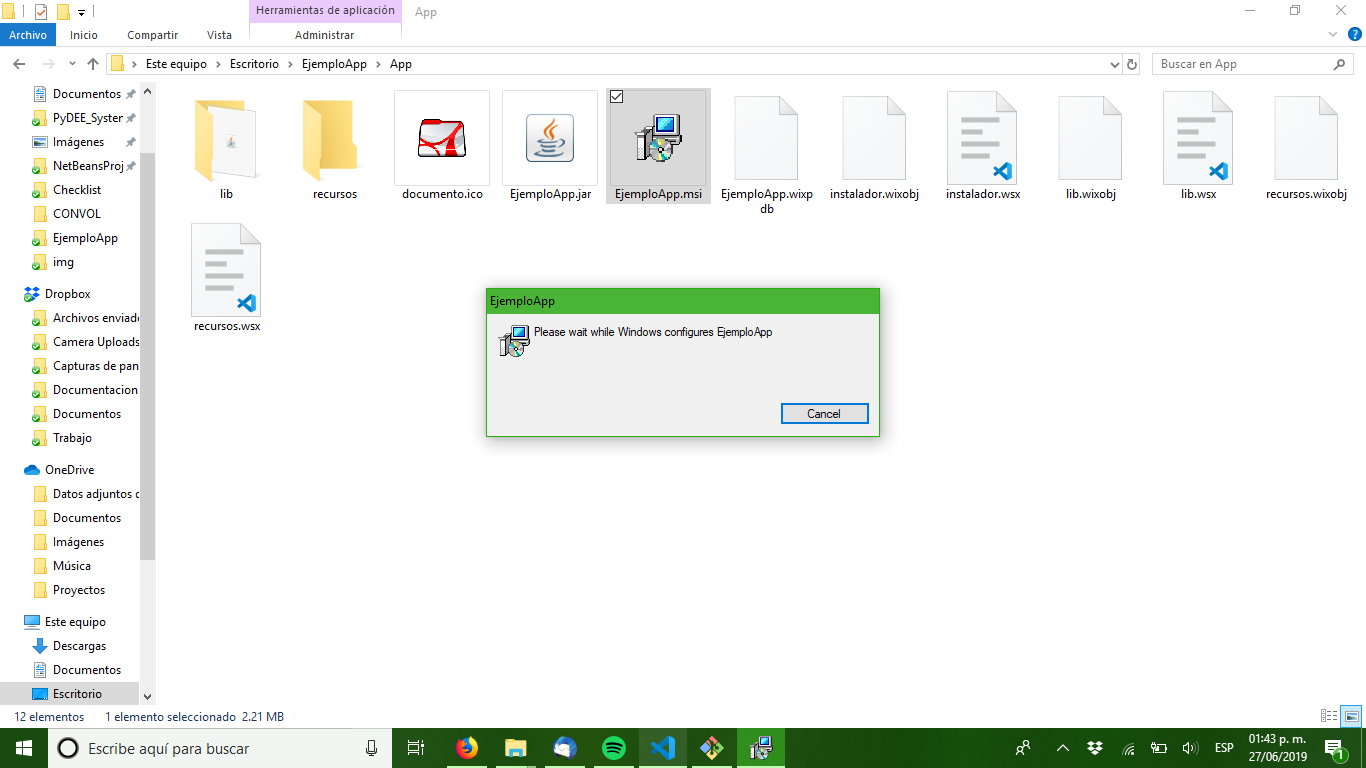 Herramientas de aplicación
App
Archivo
Inicio
Compartir
Vista
Administrar
Este equipo
Escritorio
EjemploApp
App
Buscar en App
Documentos
PyDEE_System
Imágenes
NetBeansProj
Checklist
CONVOL
EjemploApp
img
Dropbox
Archivos enviado
Camera Uploads
Capturas de pan
Documentacion
Documentos
Trabajo
OneDrive
Datos adjuntos d
Documentos
Imágenes
Música
Proyectos
Este equipo
Descargas
Documentos
Escritorio
lib
recursos
documento.ico
EjemploApp.jar
EjemploApp.msi
EjemploApp.wixp
db
instalador.wixobj
instalador.wsx
lib.wixobj
lib.wsx
recursos.wixobj
recursos.wsx
EjemploApp
Please wait while Windows configures EjemploApp
Cancel
12 elementos
1 elemento seleccionado 2.21 MB
Escribe aquí para buscar
ESP
01:43 p. m.
27/06/2019
1